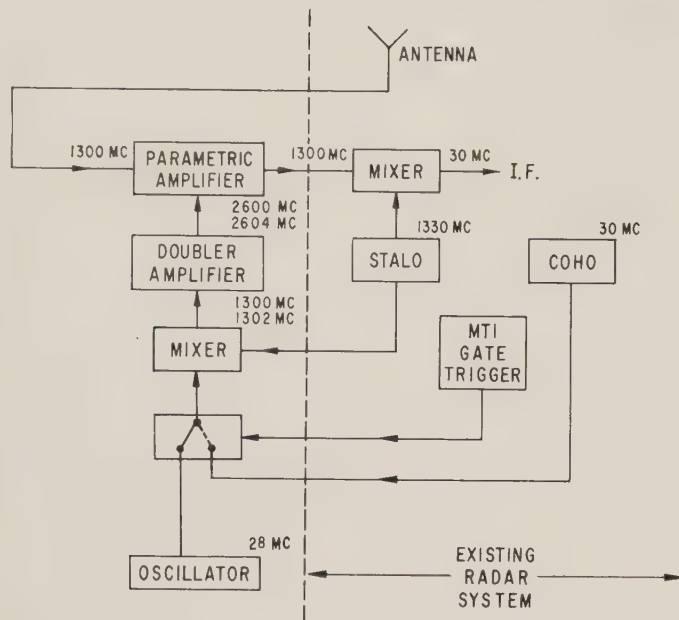 ANTENNA
1300 MC
PARAMETRIC
AMPLIFIER
1300 MC
MIXER
30 MC
I.F.
2600 MC
2604 MC
1330 MC
30 MC
DOUBLER
AMPLIFIER
STALO
COHO
1300 MC
1302 MC
MIXER
MTI
GATE
TRIGGER
28 MC
OSCILLATOR
EXISTING
RADAR
SYSTEM